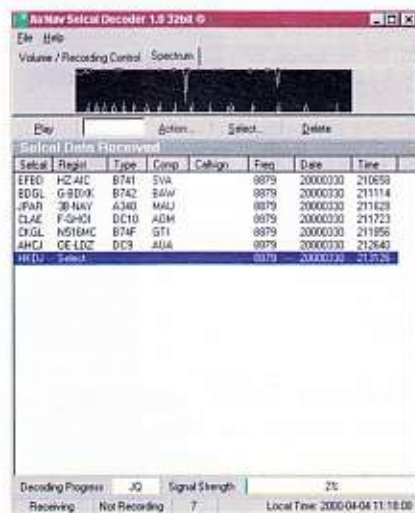 AirNav Selcal Decoder 1.0 32bit ©
File Help
Volume / Recording Control Spectrum
Play Action... Select... Delete
Selcal Data Received
Selcal Regist Type Comp Callsign Freq Date Time
EFBD HZ-AIC B741 SVA 8879 20000330 210658
BDGL G-BDXK B742 BAW 8879 20000330 211114
JPAR 3B-NAV A340 MAU 8879 20000330 211628
CLAE F-GHOI DC10 AOM 8879 20000330 211723
CKGL N516MC B74F GTI 8879 20000330 211856
AHCJ OE-LDZ DC9 AUA 8879 20000330 212640
HKDJ Select... 8879 20000330 213126
Decoding Progress JQ Signal Strength 2%
Receiving Not Recording 7 Local Time: 2000-04-04 11:18:08